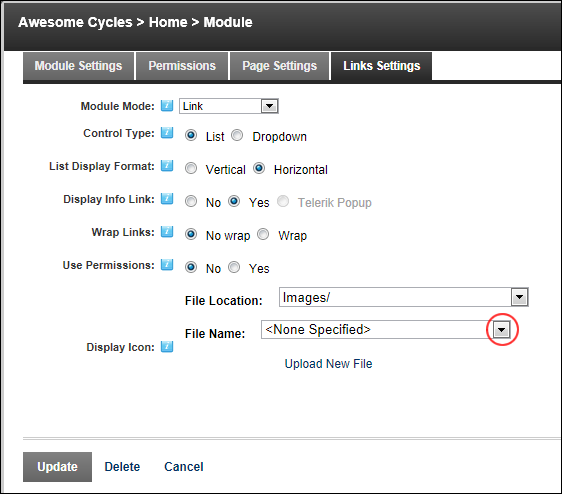 Awesome Cycles > Home > Module
Module Settings Permissions Page Settings Links Settings
Module Mode: Link
Control Type: List Dropdown
List Display Format: Vertical Horizontal
Display Info Link: No Yes Telerik Popup
Wrap Links: No wrap Wrap
Use Permissions: No Yes
File Location: Images/
File Name: <None Specified>
Display Icon:
Upload New File
Update Delete Cancel